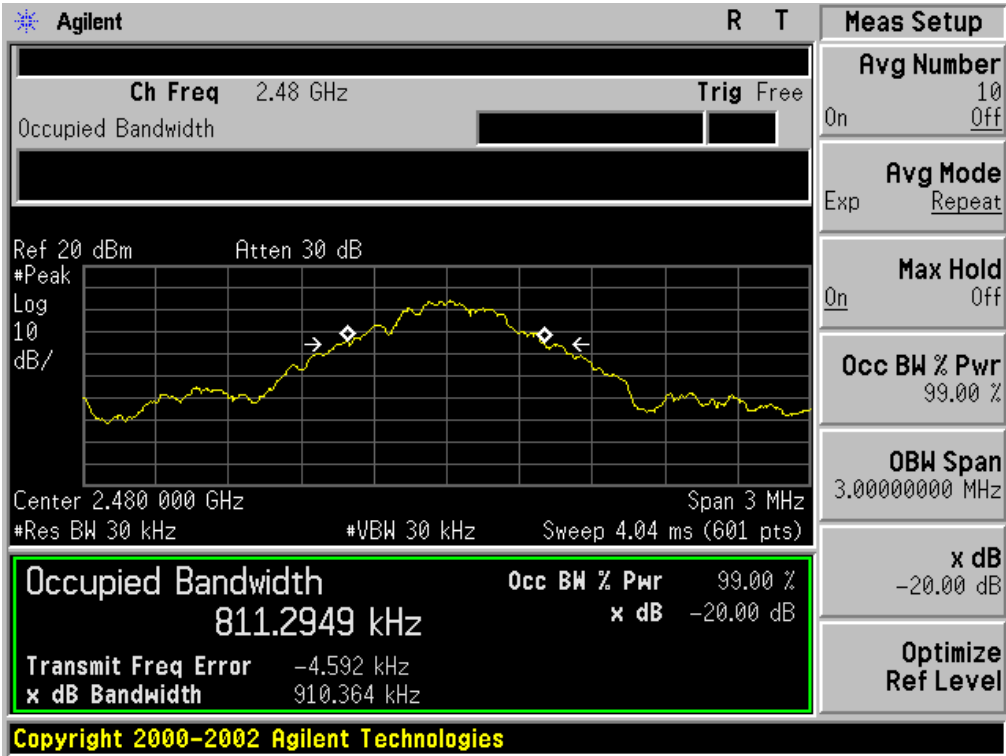 Agilent R T
Ch Freq 2.48 GHz Trig Free
Occupied Bandwidth
Ref 20 dBm Atten 30 dB
#Peak
Log
10
dB/
Center 2.480 000 GHz Span 3 MHz
#Res BW 30 kHz #VBW 30 kHz Sweep 4.04 ms (601 pts)
Occupied Bandwidth Occ BW % Pwr 99.00 %
811.2949 kHz x dB -20.00 dB
Transmit Freq Error -4.592 kHz
x dB Bandwidth 910.364 kHz
Copyright 2000-2002 Agilent Technologies
Meas Setup
Avg Number
10
On Off
Avg Mode
Exp Repeat
Max Hold
On Off
Occ BW % Pwr
99.00 %
OBW Span
3.00000000 MHz
x dB
-20.00 dB
Optimize
Ref Level